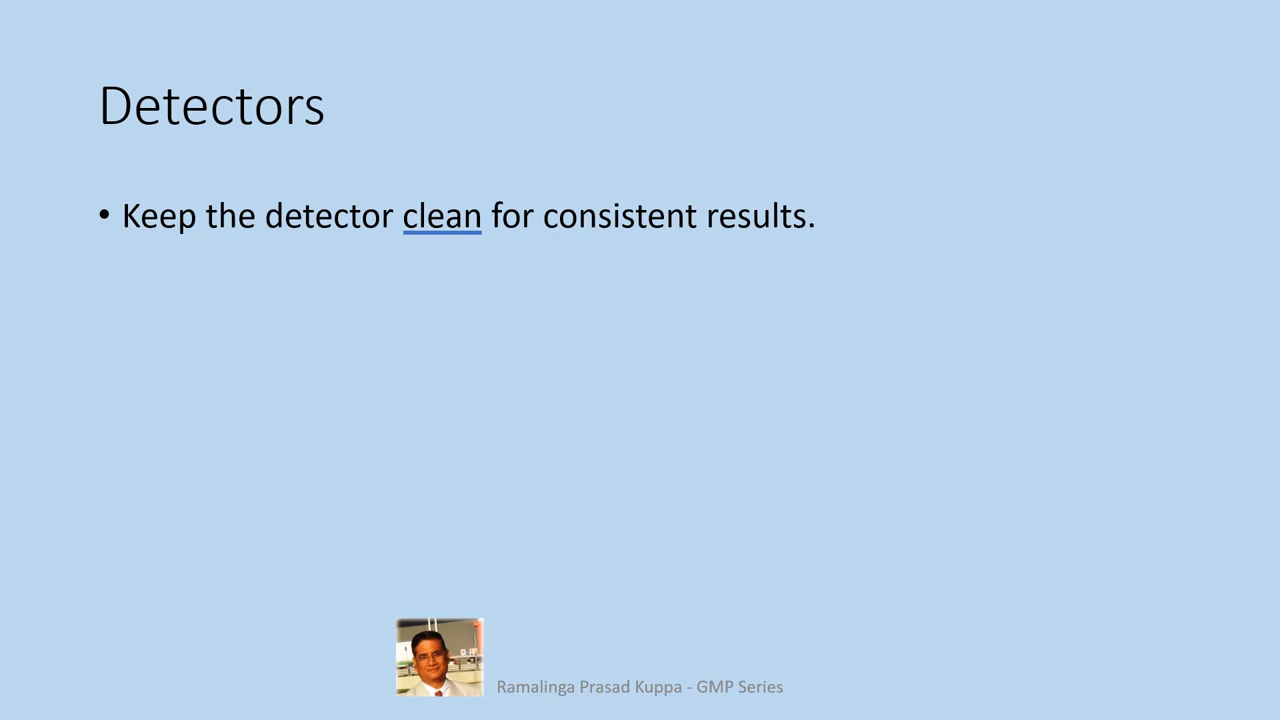 Detectors
• Keep the detector clean for consistent results.
Ramalinga Prasad Kuppa - GMP Series